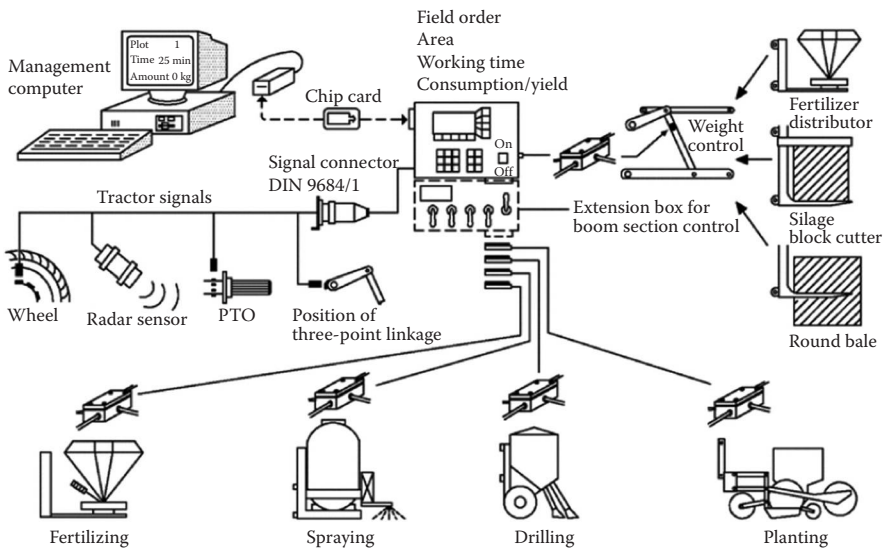 Field order
Area
Working time
Consumption/yield
Plot 1
Time 25 min
Amount 0 kg
Management
computer
Chip card
On
Off
Weight
control
Fertilizer
distributor
Signal connector
DIN 9684/1
Tractor signals
Extension box for
boom section control
Silage
block cutter
Wheel
Radar sensor
PTO
Position of
three-point linkage
Round bale
Fertilizing
Spraying
Drilling
Planting